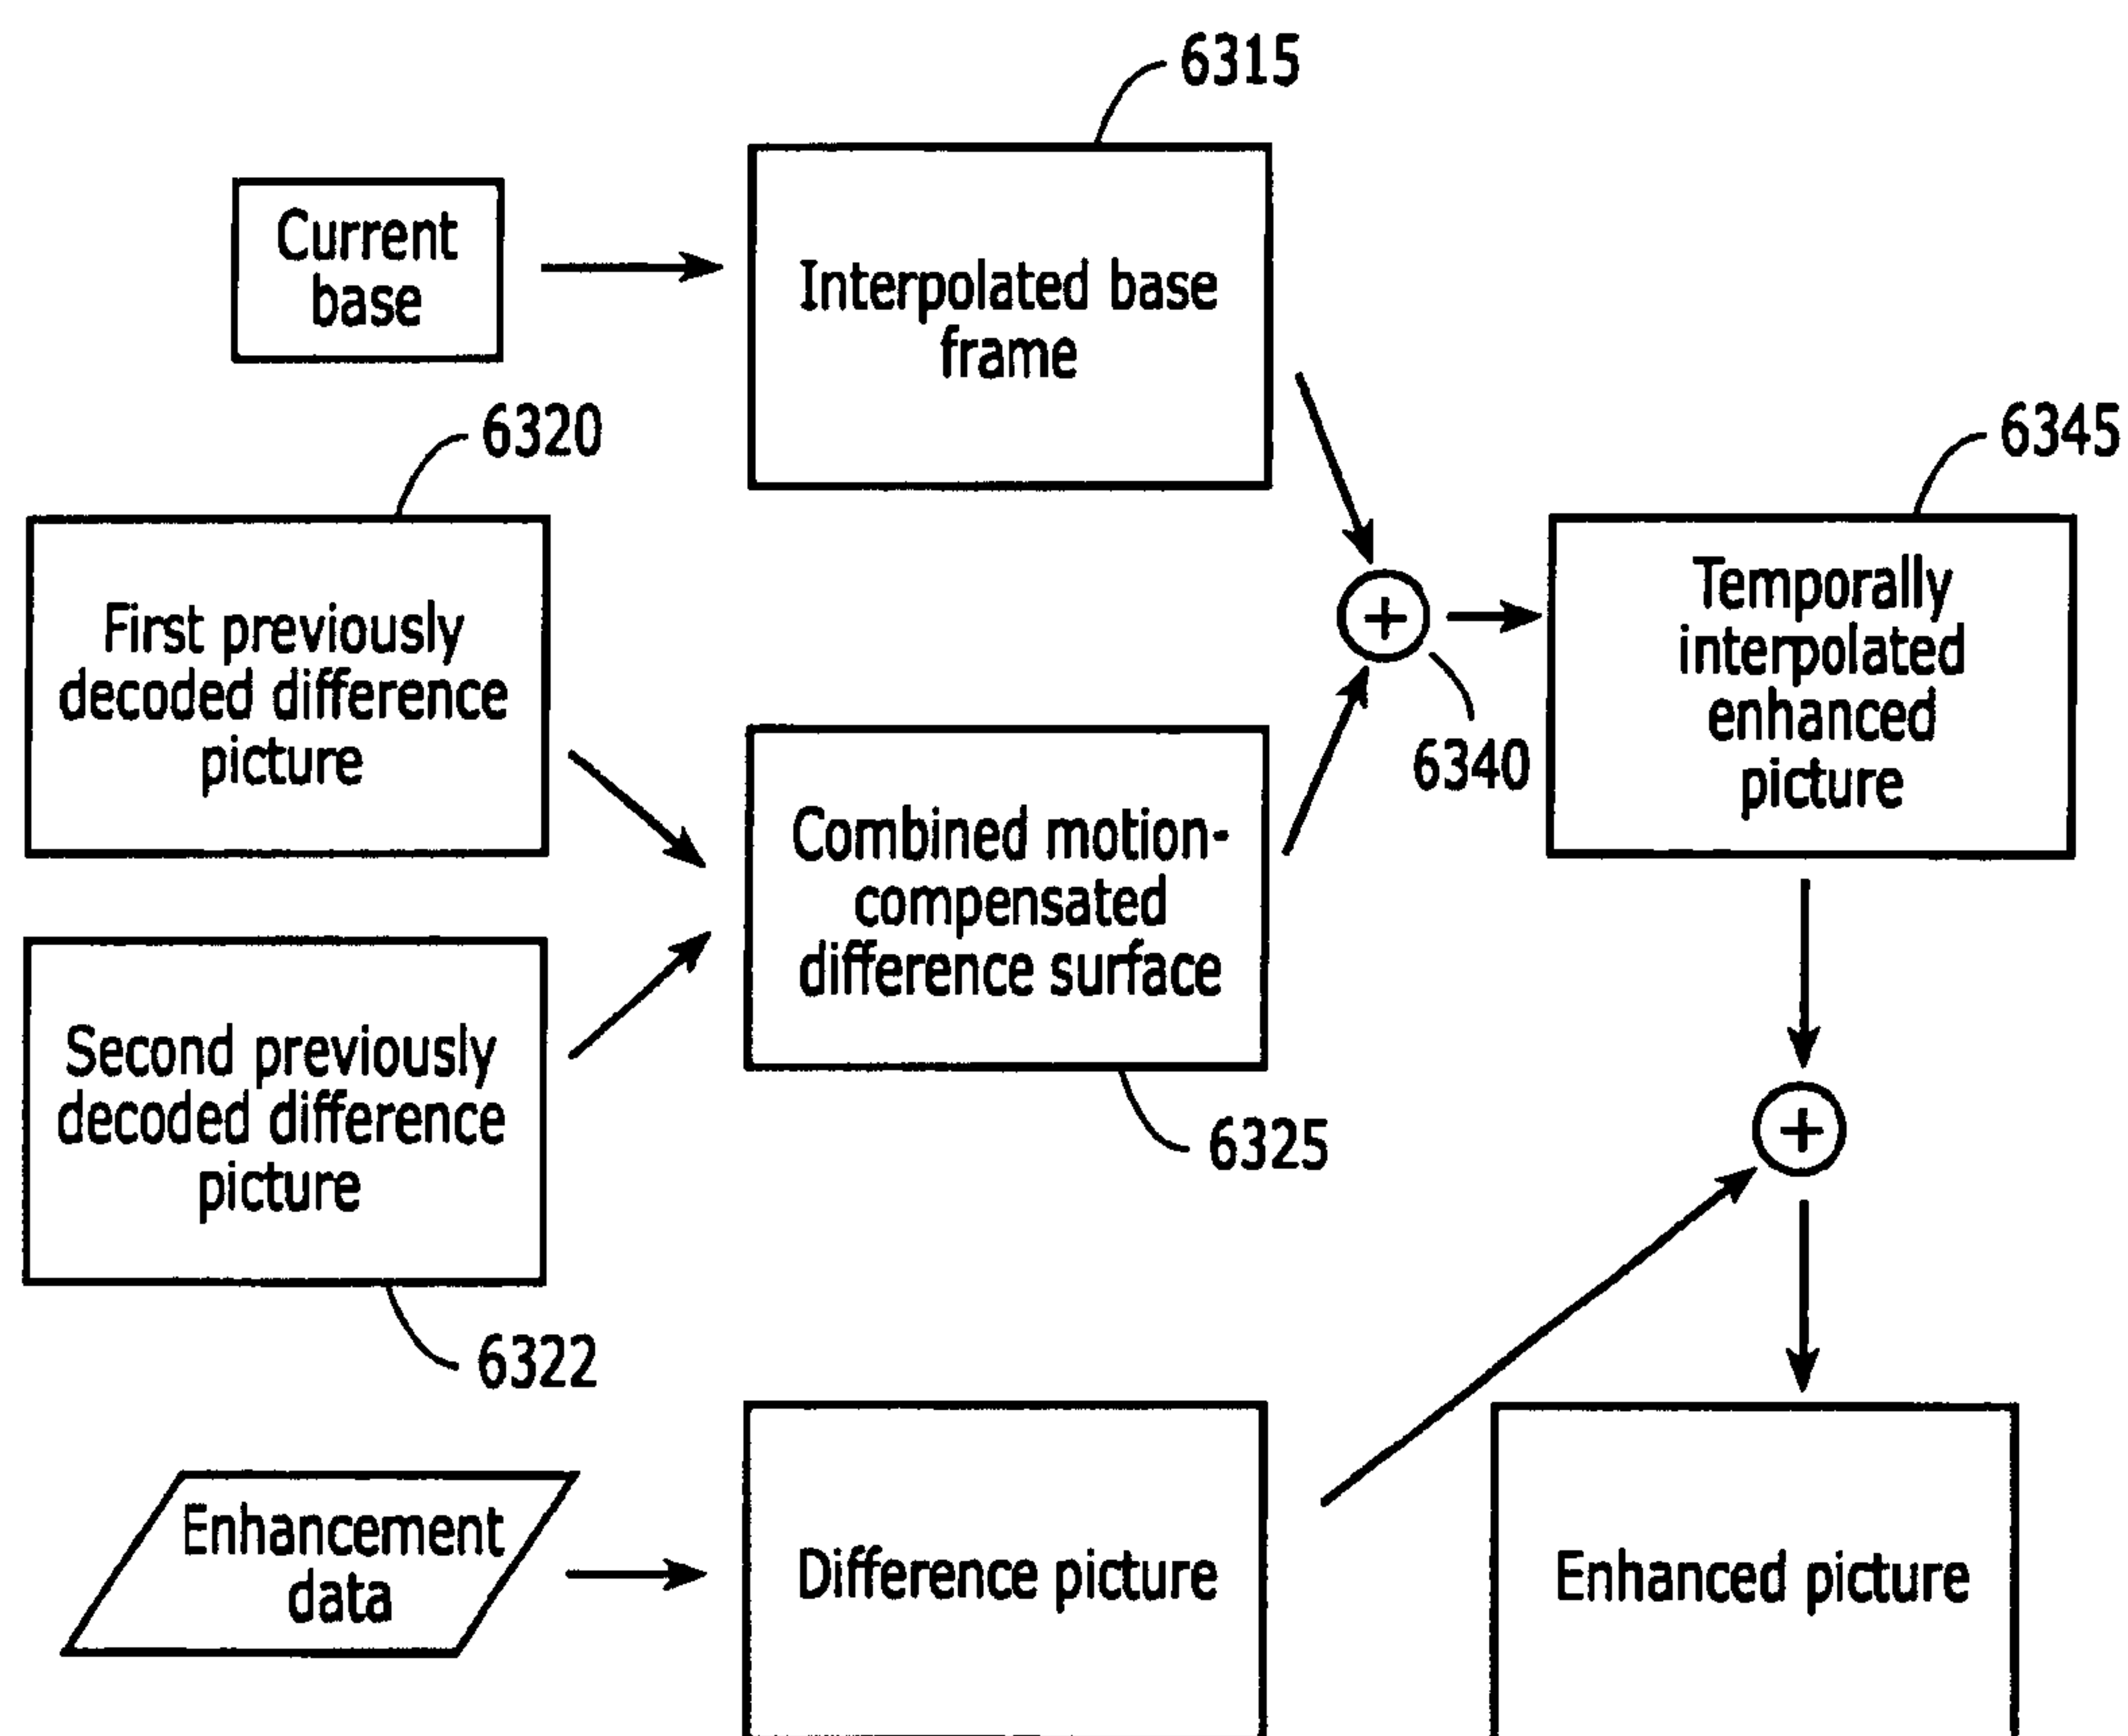 6315
Current
base
Interpolated base
frame
6320
6345
First previously
decoded difference
picture
+
Temporally
interpolated
enhanced
picture
6340
Combined motion-
compensated
difference surface
Second previously
decoded difference
picture
6325
+
6322
Enhancement
data
Difference picture
Enhanced picture